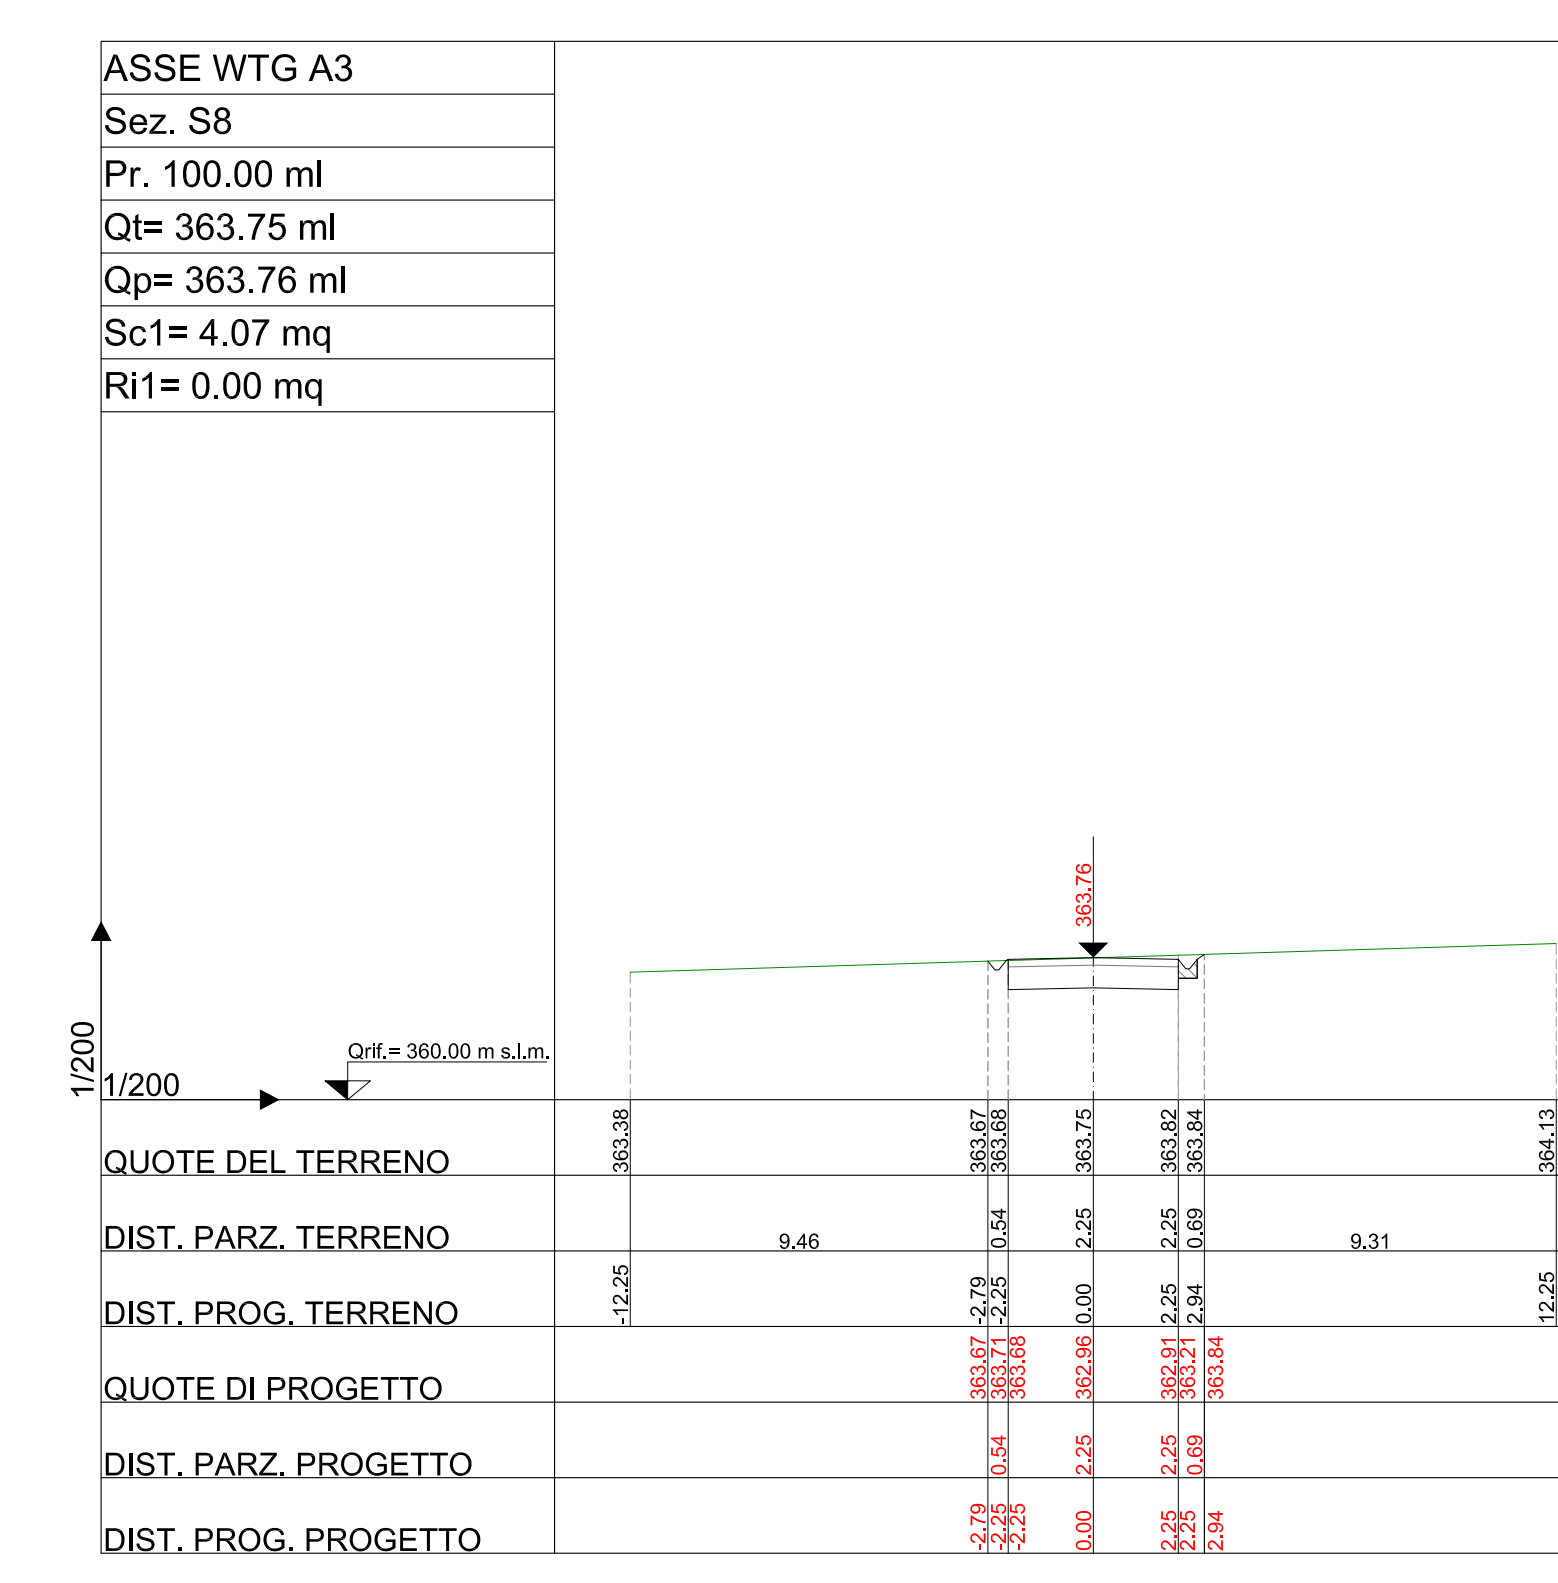 ASSE WTG A3
Sez. S8
Pr. 100.00 ml
Qt= 363.75 ml
Qp= 363.76 ml
Sc1= 4.07 mq
Ri1= 0.00 mq
363.76
1/200
1/200
Qrif.= 360.00 m s.l.m.
QUOTE DEL TERRENO 363.38 363.67 363.68 363.75 363.82 363.84 364.13
DIST. PARZ. TERRENO 9.46 0.54 2.25 2.25 0.69 9.31
DIST. PROG. TERRENO -12.25 -2.79 -2.25 0.00 2.25 2.94 12.25
QUOTE DI PROGETTO 363.67 363.71 363.68 362.96 362.91 363.21 363.84
DIST. PARZ. PROGETTO 0.54 2.25 2.25 0.69
DIST. PROG. PROGETTO -2.79 -2.25 -2.25 0.00 2.25 2.25 2.94